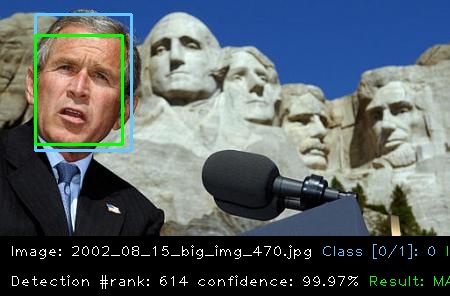 Image: 2002_08_15_big_img_470.jpg Class [0/1]: 0
Detection #rank: 614 confidence: 99.97% Result: